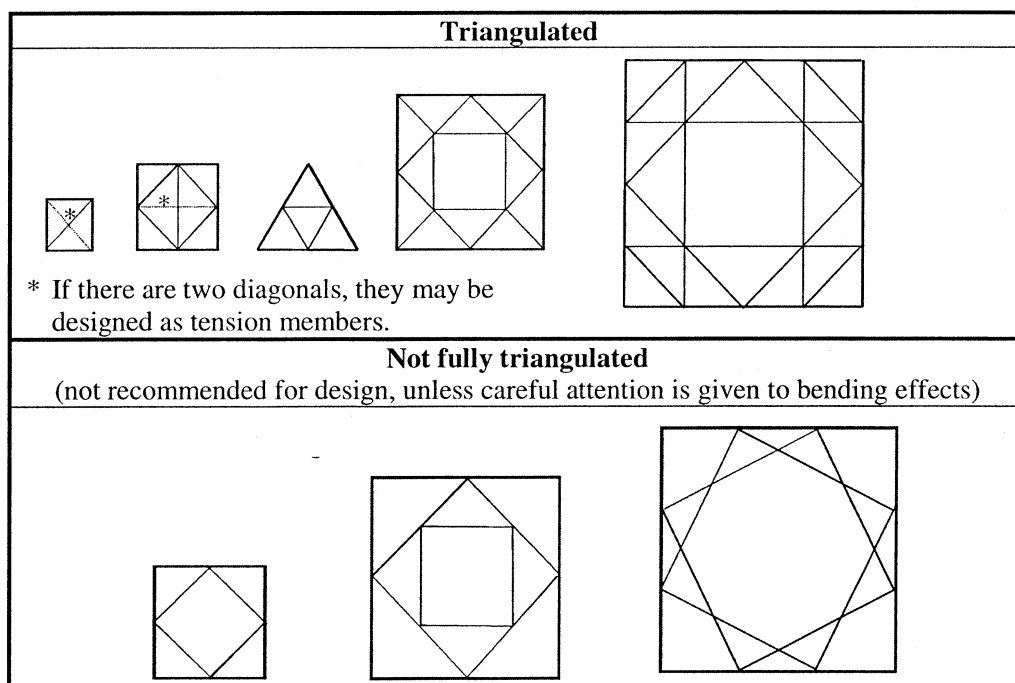 Triangulated
*
*
* If there are two diagonals, they may be
designed as tension members.
Not fully triangulated
(not recommended for design, unless careful attention is given to bending effects)